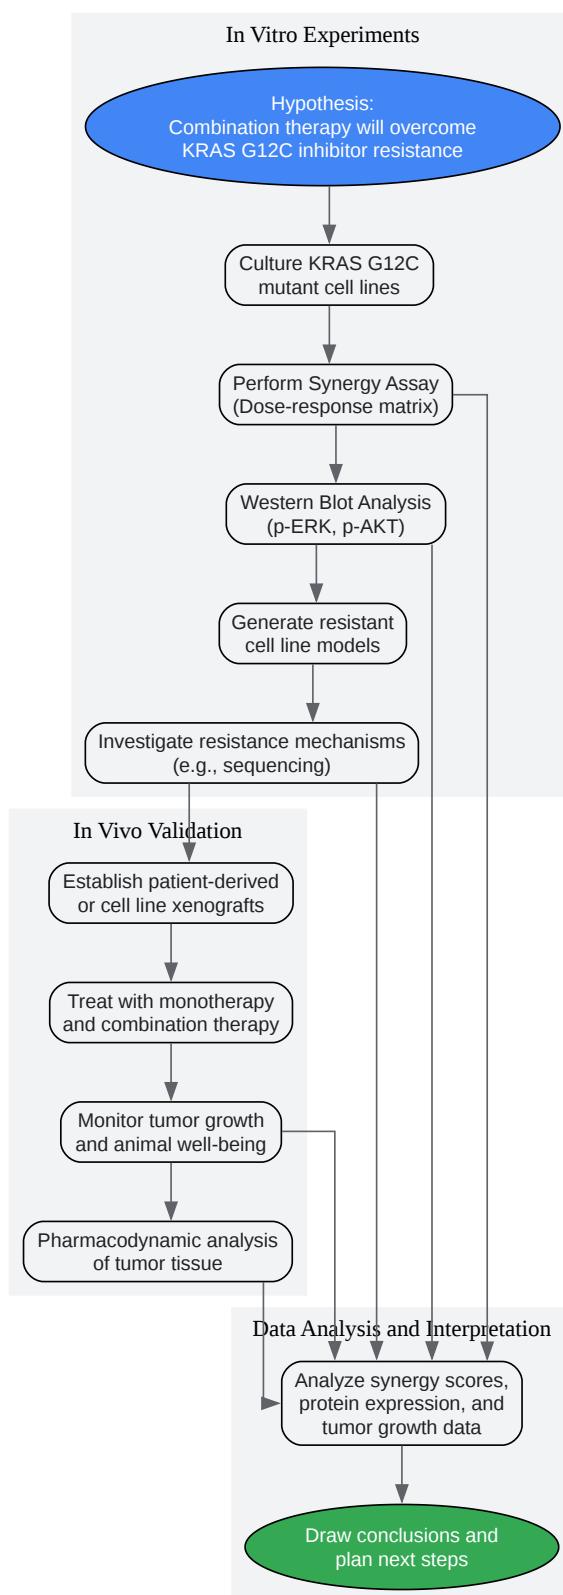 In Vitro Experiments
Hypothesis:
Combination therapy will overcome
KRAS G12C inhibitor resistance
Culture KRAS G12C
mutant cell lines
Perform Synergy Assay
(Dose-response matrix)
Western Blot Analysis
(p-ERK, p-AKT)
Generate resistant
cell line models
Investigate resistance mechanisms
(e.g., sequencing)
In Vivo Validation
Establish patient-derived
or cell line xenografts
Treat with monotherapy
and combination therapy
Monitor tumor growth
and animal well-being
Pharmacodynamic analysis
of tumor tissue
Data Analysis and Interpretation
Analyze synergy scores,
protein expression, and
tumor growth data
Draw conclusions and
plan next steps